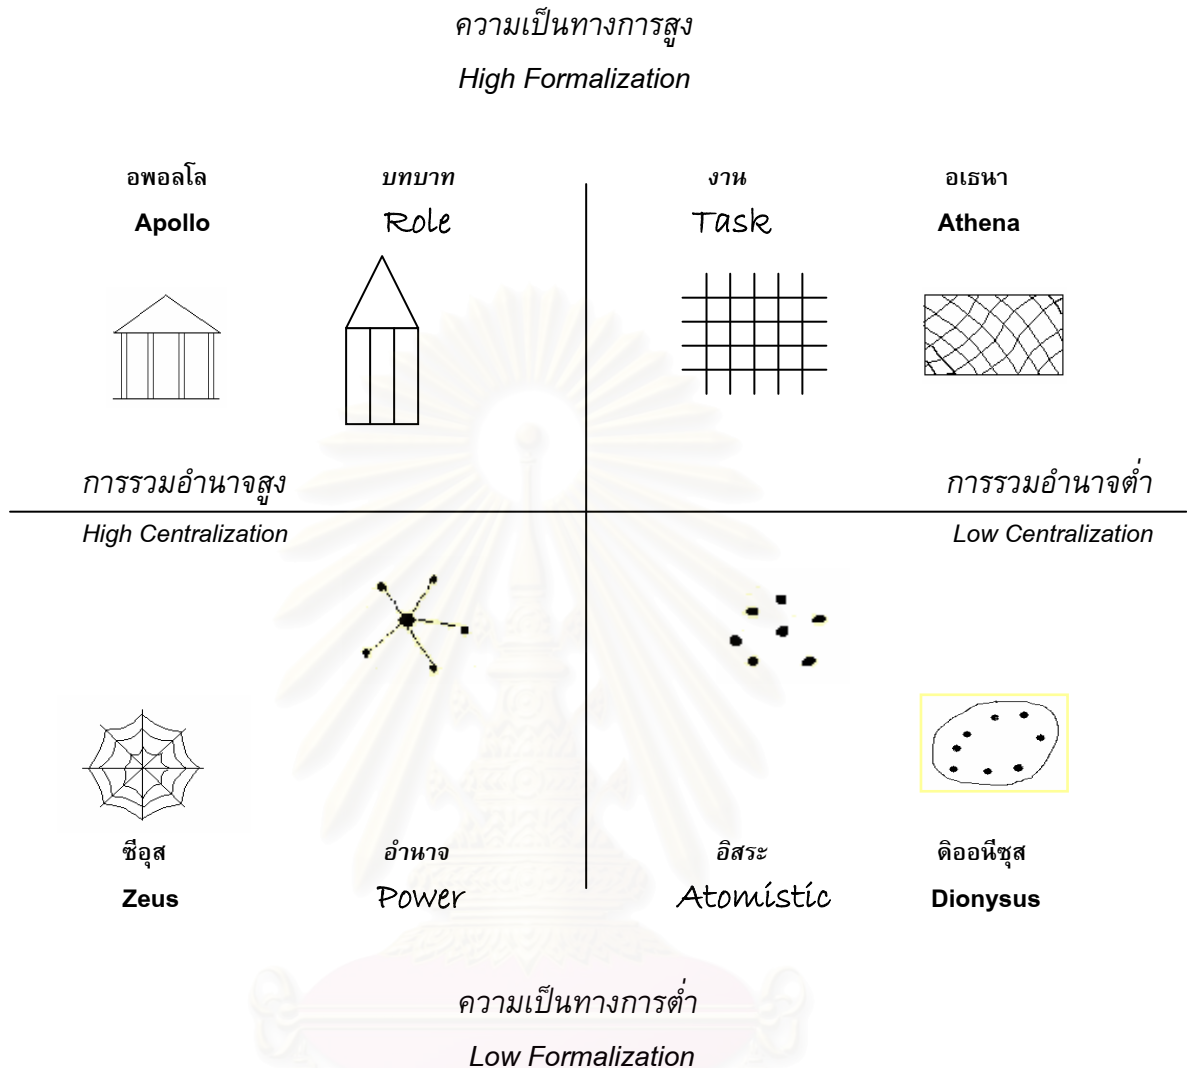 ความเป็นทางการสูง
High Formalization
อพอลโล บทบาท งาน อเธนา
Apollo Role Task Athena
การรวมอำนาจสูง การรวมอำนาจต่ำ
High Centralization Low Centralization
ซีอุส อำนาจ อิสระ ดิออนีซุส
Zeus Power Atomistic Dionysus
ความเป็นทางการต่ำ
Low Formalization